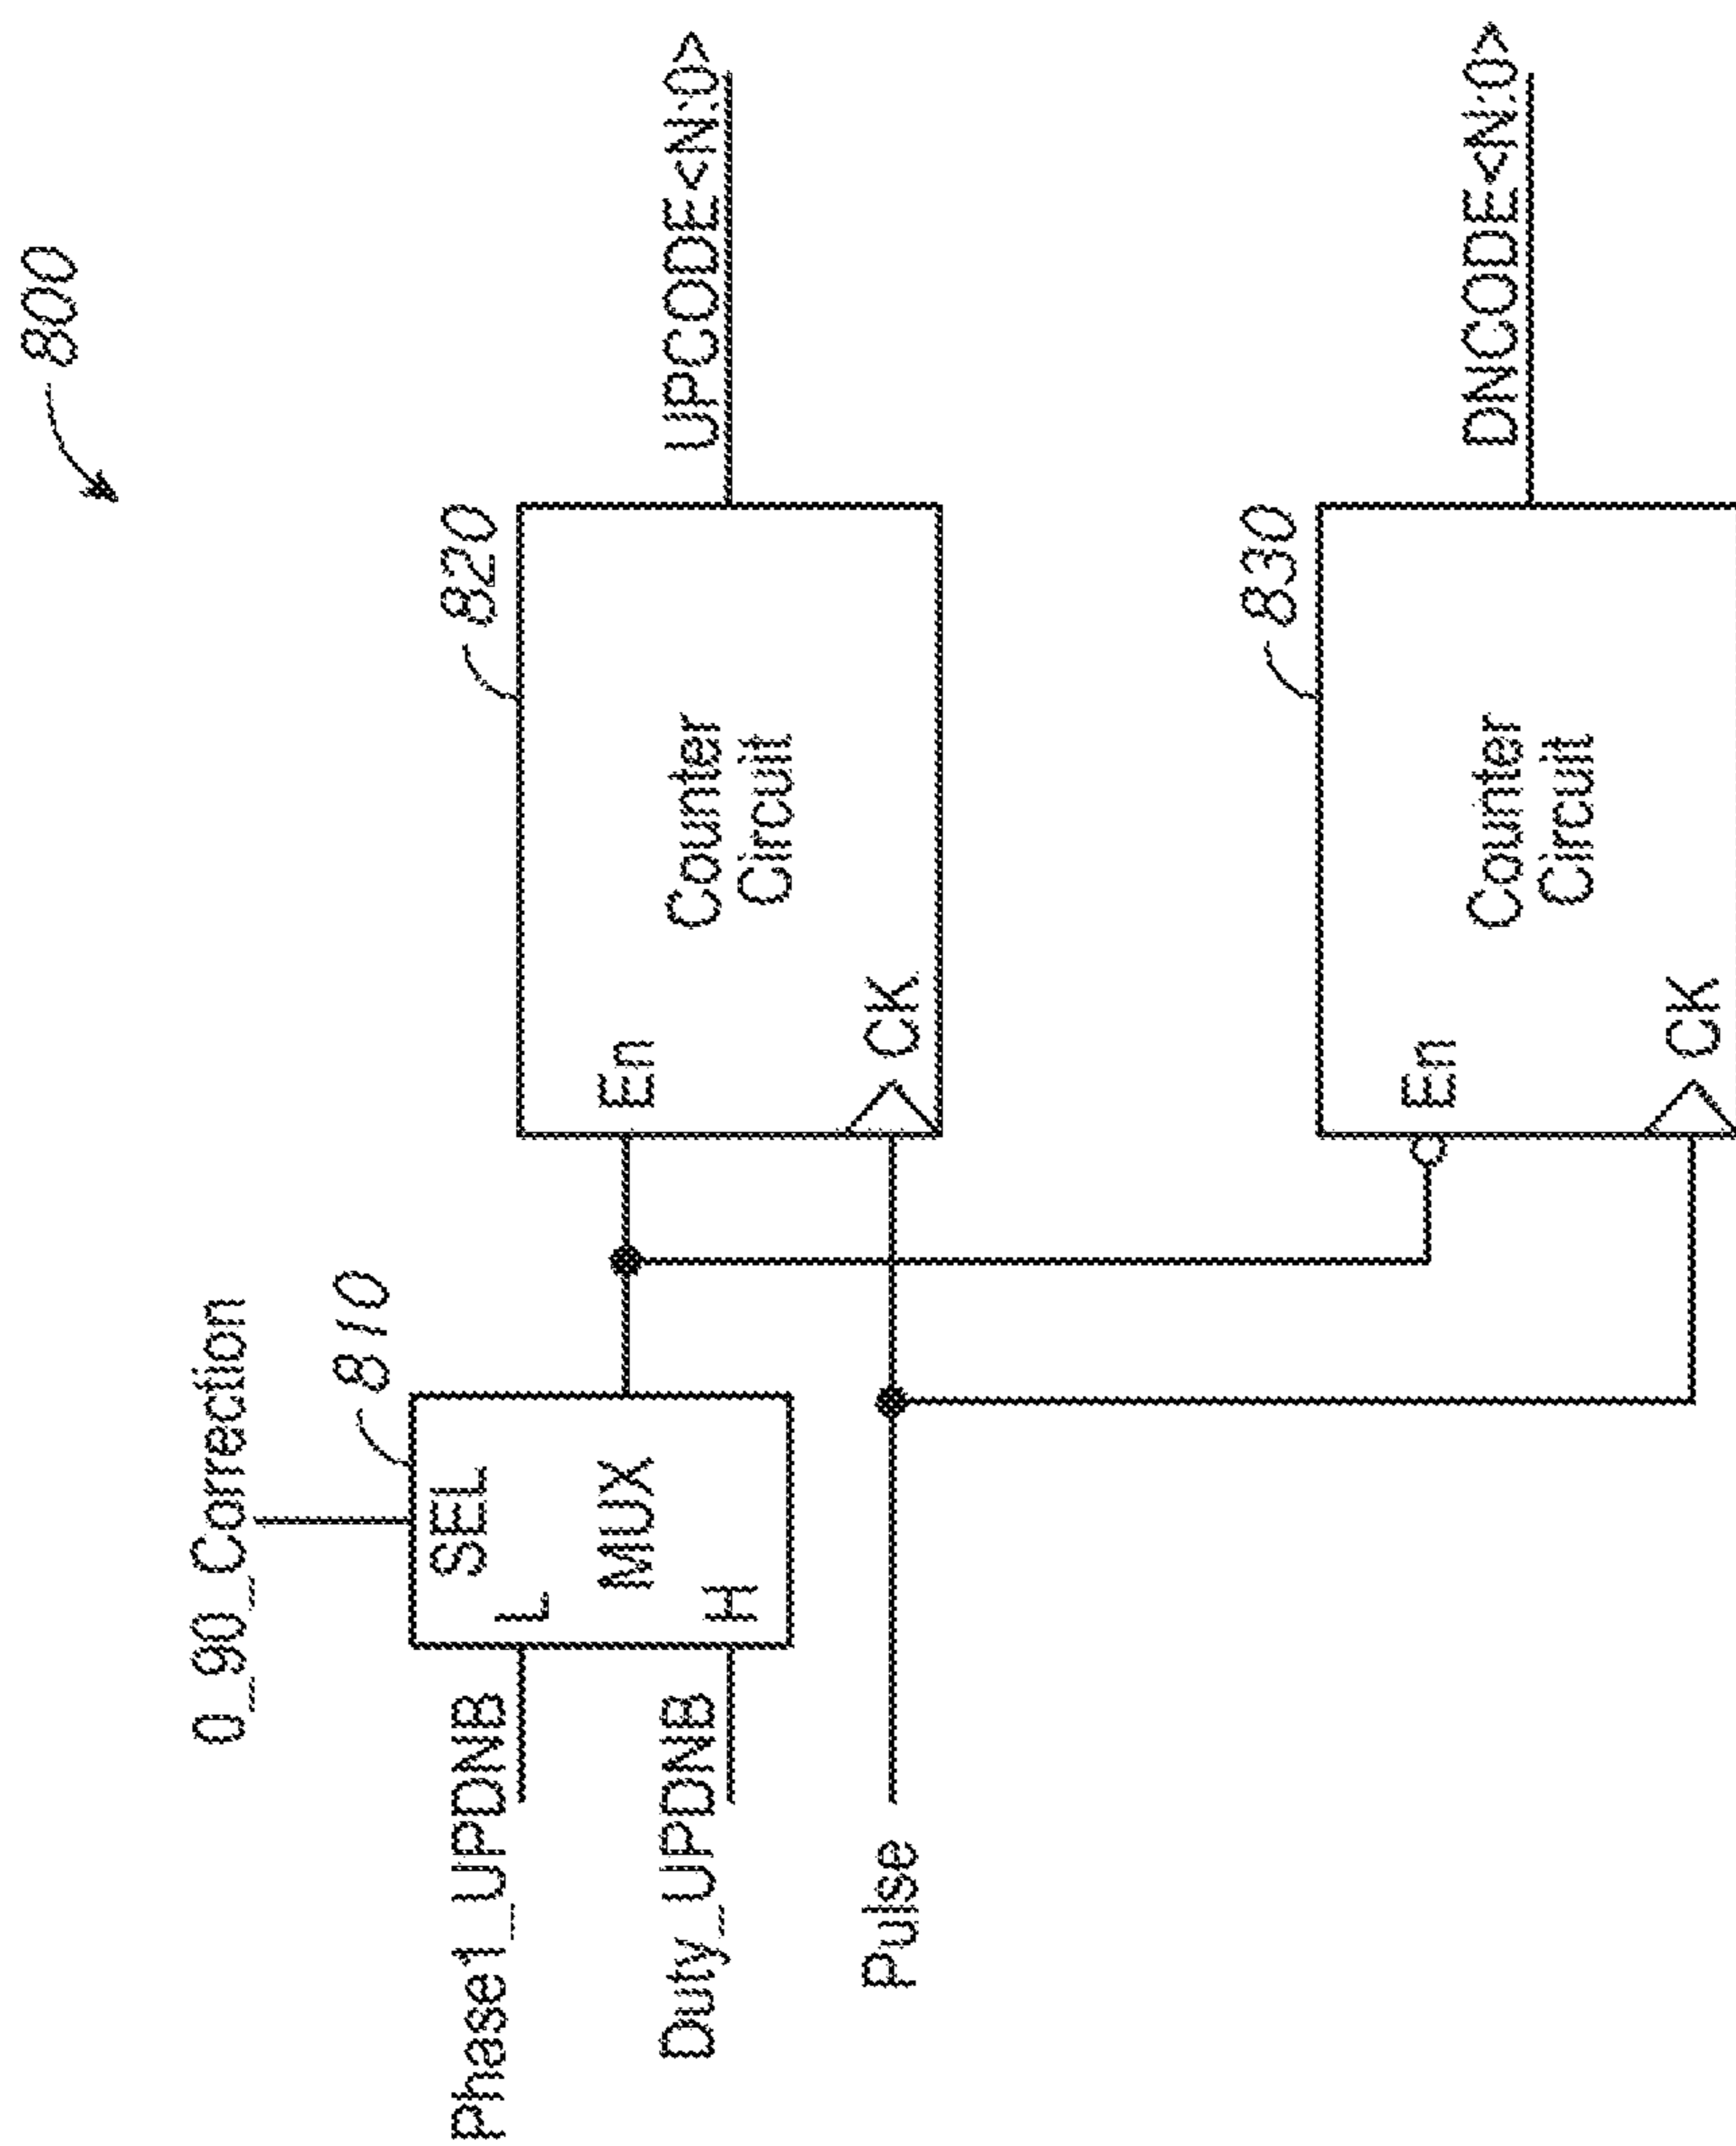 800
0_90_Correction
810
Phase1_UPDNB
Duty_UPDNB
Pulse
SEL
L
MUX
H
820
En
CK
Counter
Circuit
UPCODE<N:0>
830
En
CK
Counter
Circuit
DNCODE<N:0>